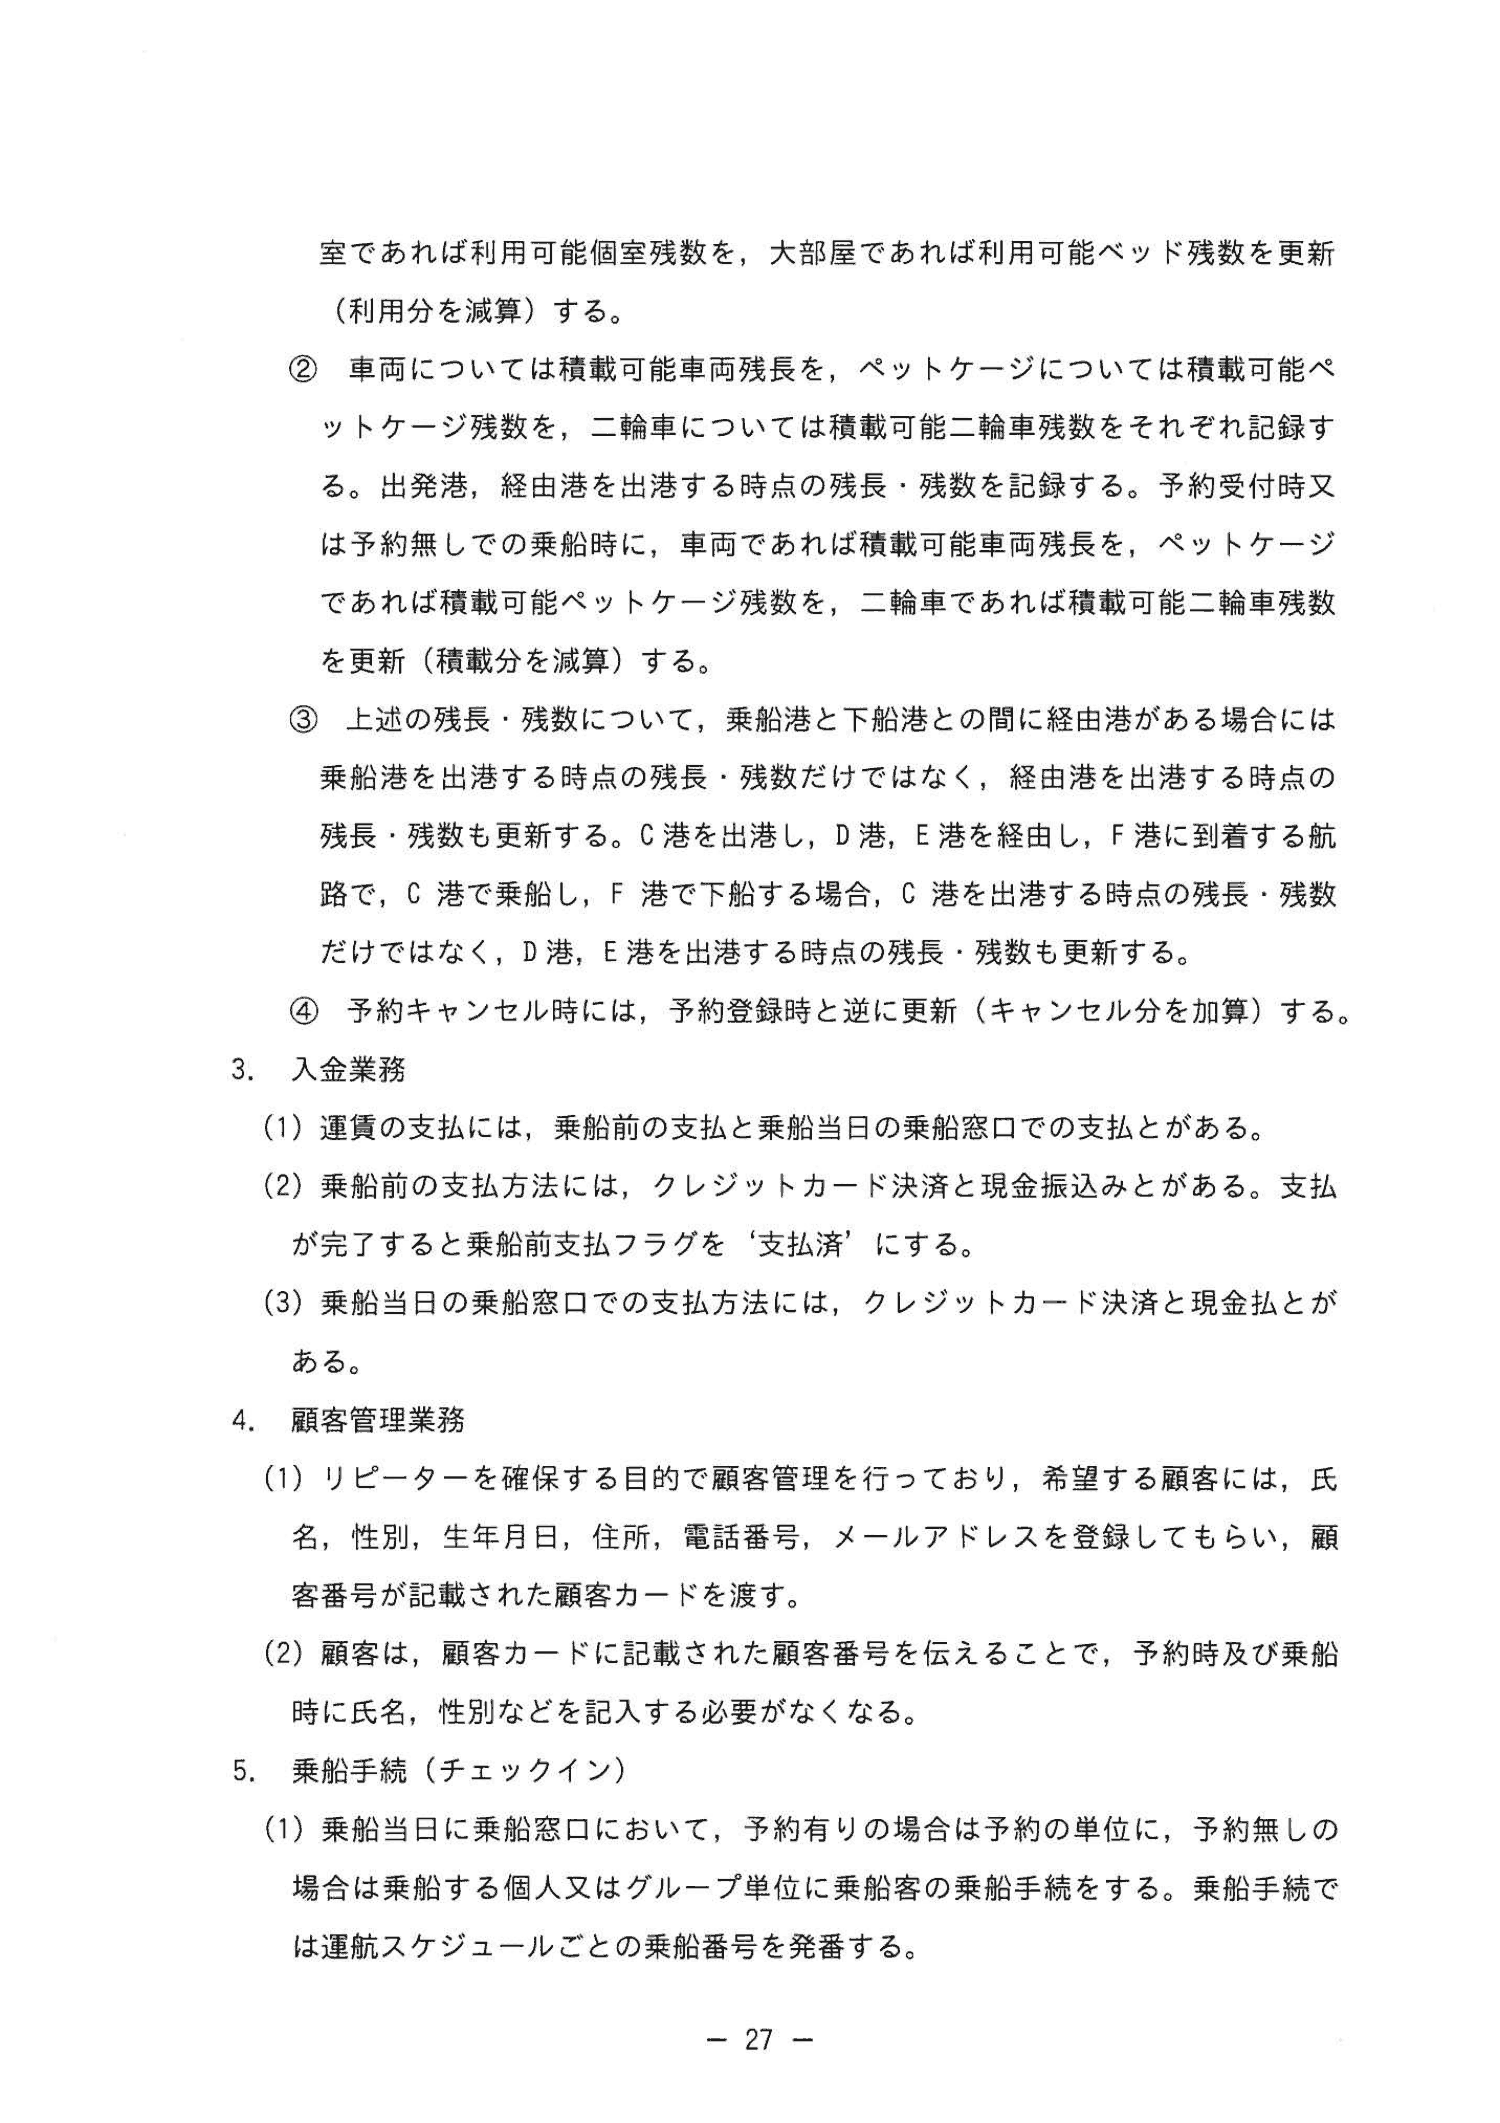 室であれば利用可能個室残数を，大部屋であれば利用可能ベッド残数を更新
（利用分を減算）する。
② 車両については積載可能車両残長を，ペットケージについては積載可能ペ
ットケージ残数を，二輪車については積載可能二輪車残数をそれぞれ記録す
る。出発港，経由港を出港する時点の残長・残数を記録する。予約受付時又
は予約無しでの乗船時に，車両であれば積載可能車両残長を，ペットケージ
であれば積載可能ペットケージ残数を，二輪車であれば積載可能二輪車残数
を更新（積載分を減算）する。
③ 上述の残長・残数について，乗船港と下船港との間に経由港がある場合には
乗船港を出港する時点の残長・残数だけではなく，経由港を出港する時点の
残長・残数も更新する。C 港を出港し，D 港，E 港を経由し，F 港に到着する航
路で，C 港で乗船し，F 港で下船する場合，C 港を出港する時点の残長・残数
だけではなく，D 港，E 港を出港する時点の残長・残数も更新する。
④ 予約キャンセル時には，予約登録時と逆に更新（キャンセル分を加算）する。
3. 入金業務
(1) 運賃の支払には，乗船前の支払と乗船当日の乗船窓口での支払とがある。
(2) 乗船前の支払方法には，クレジットカード決済と現金振込みとがある。支払
が完了すると乗船前支払フラグを‘支払済’にする。
(3) 乗船当日の乗船窓口での支払方法には，クレジットカード決済と現金払とが
ある。
4. 顧客管理業務
(1) リピーターを確保する目的で顧客管理を行っており，希望する顧客には，氏
名，性別，生年月日，住所，電話番号，メールアドレスを登録してもらい，顧
客番号が記載された顧客カードを渡す。
(2) 顧客は，顧客カードに記載された顧客番号を伝えることで，予約時及び乗船
時に氏名，性別などを記入する必要がなくなる。
5. 乗船手続（チェックイン）
(1) 乗船当日に乗船窓口において，予約有りの場合は予約の単位に，予約無しの
場合は乗船する個人又はグループ単位に乗船客の乗船手続をする。乗船手続で
は運航スケジュールごとの乗船番号を発番する。
－ 27 －